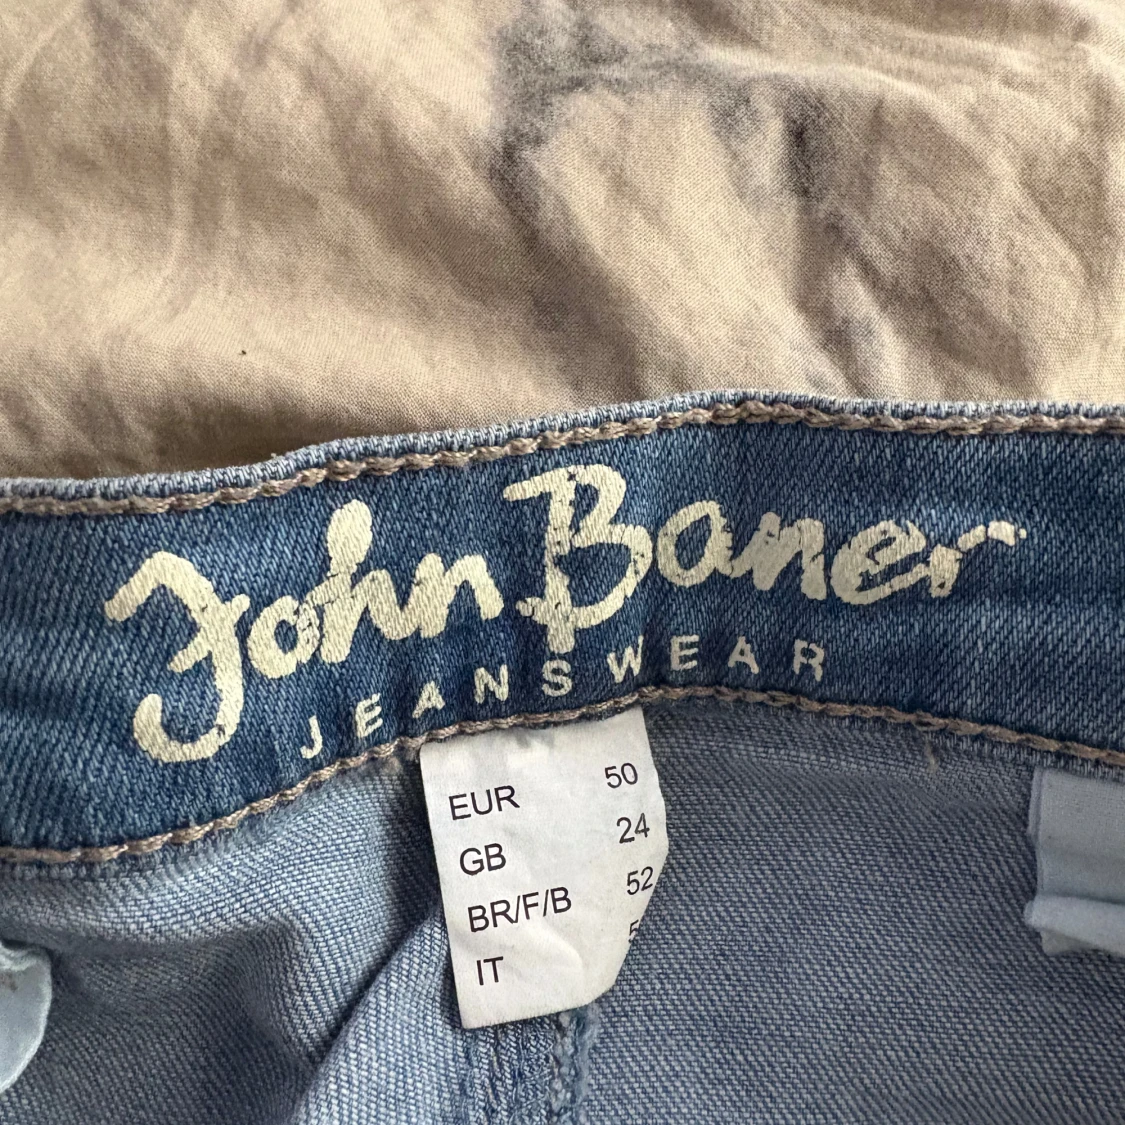 John Baner
JEANSWEAR
EUR 50
GB 24
BR/F/B 52
IT